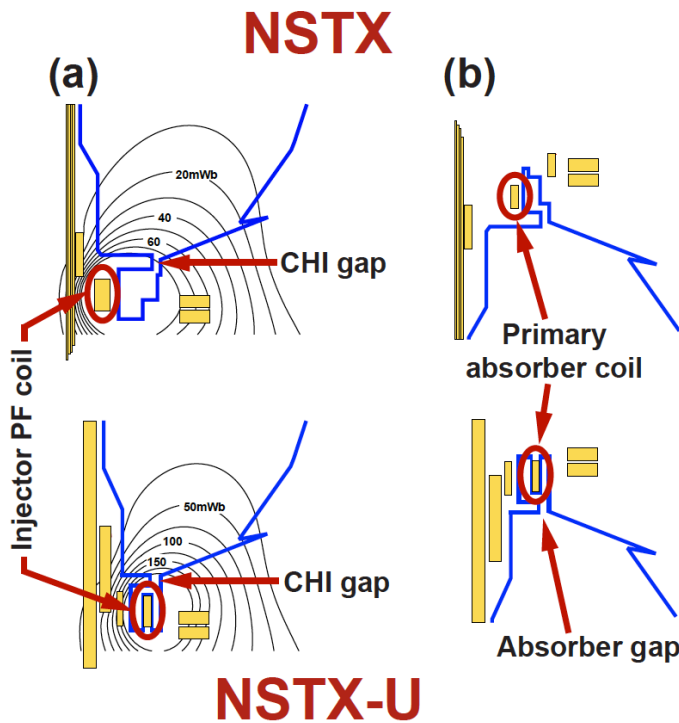 NSTX
(a)
(b)
20mWb
40
60
CHI gap
Injector PF coil
Primary
absorber coil
50mWb
100
150
CHI gap
Absorber gap
NSTX-U